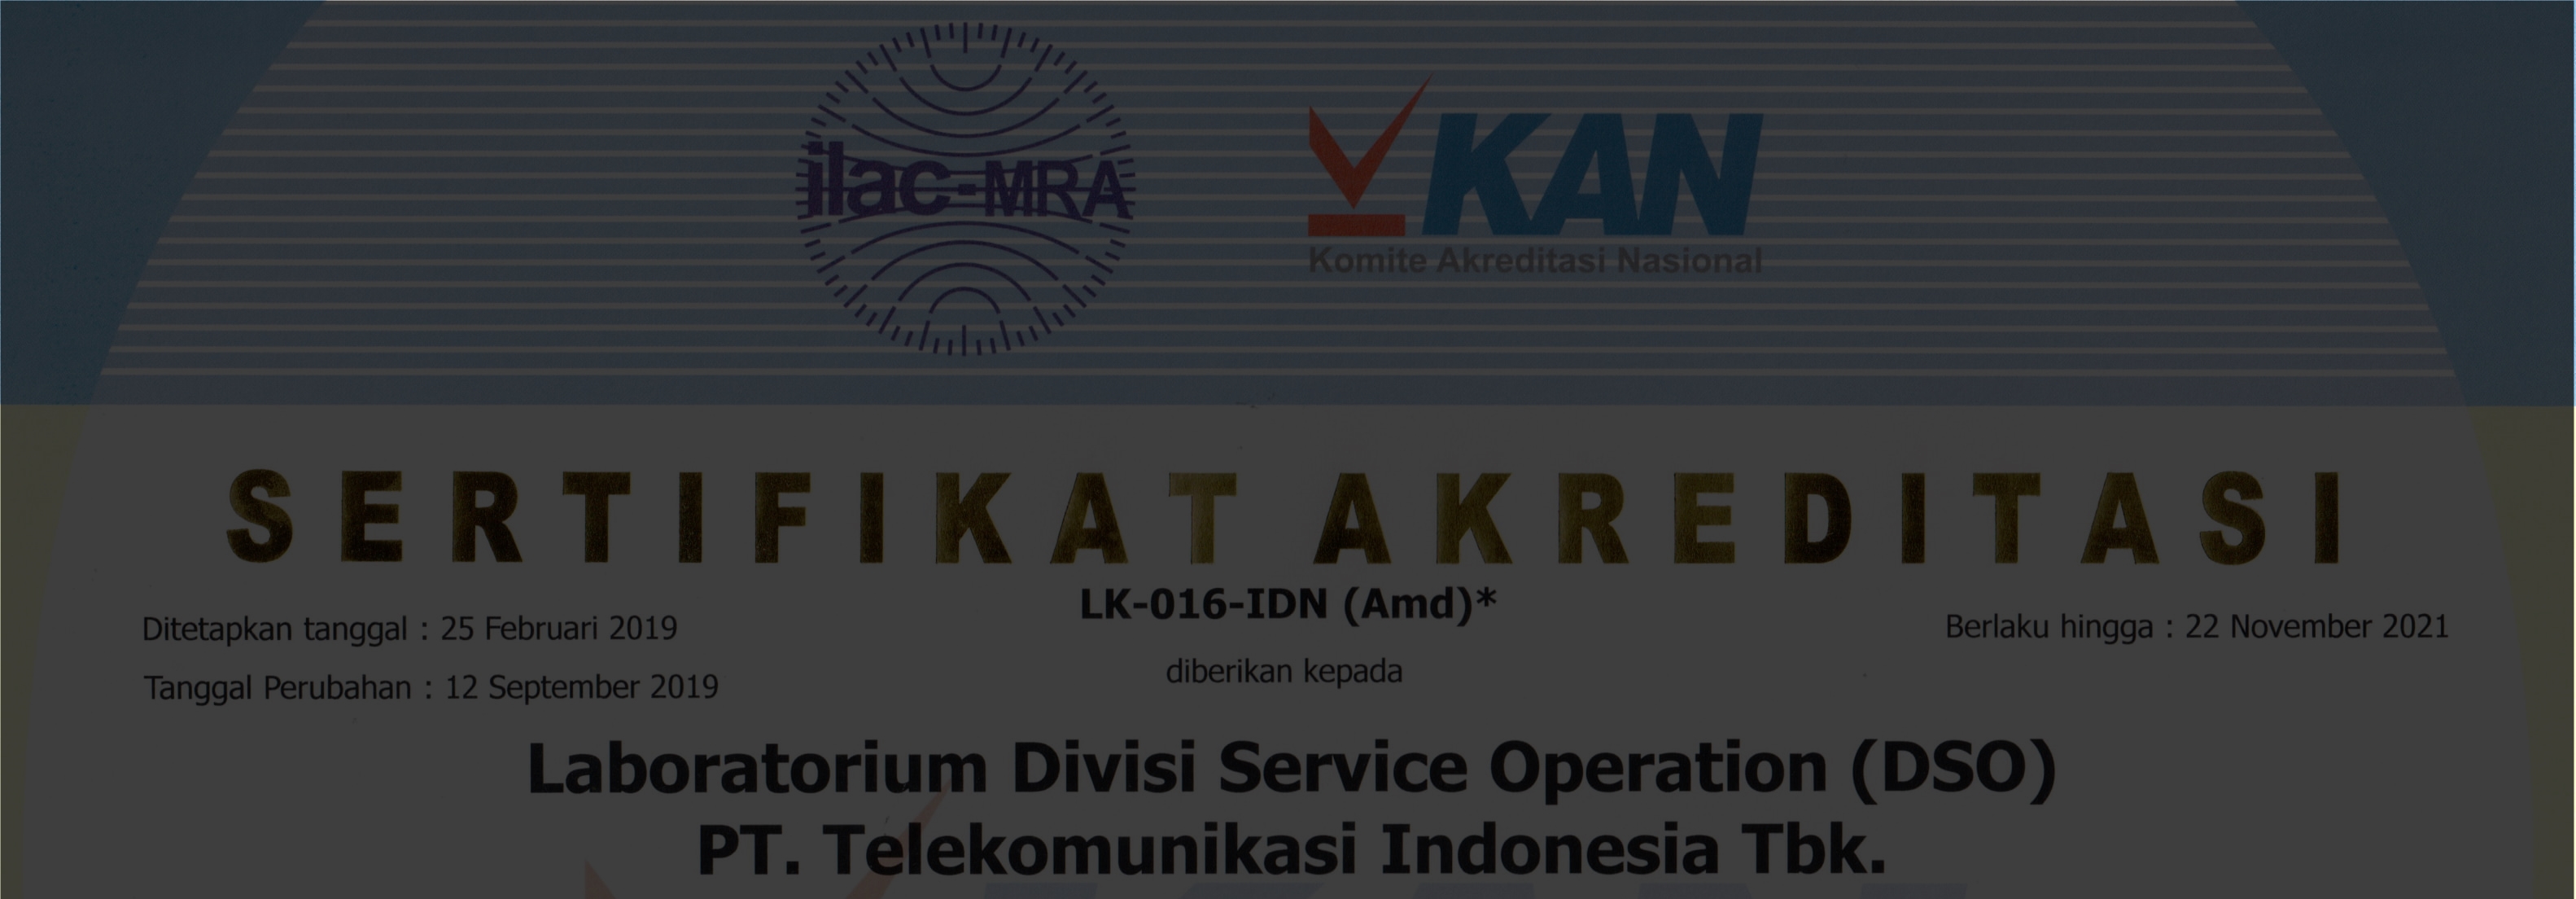 ilac-MRA
KAN
Komite Akreditasi Nasional
SERTIFIKAT AKREDITASI
LK-016-IDN (Amd)*
Ditetapkan tanggal : 25 Februari 2019
Berlaku hingga : 22 November 2021
diberikan kepada
Tanggal Perubahan : 12 September 2019
Laboratorium Divisi Service Operation (DSO)
PT. Telekomunikasi Indonesia Tbk.